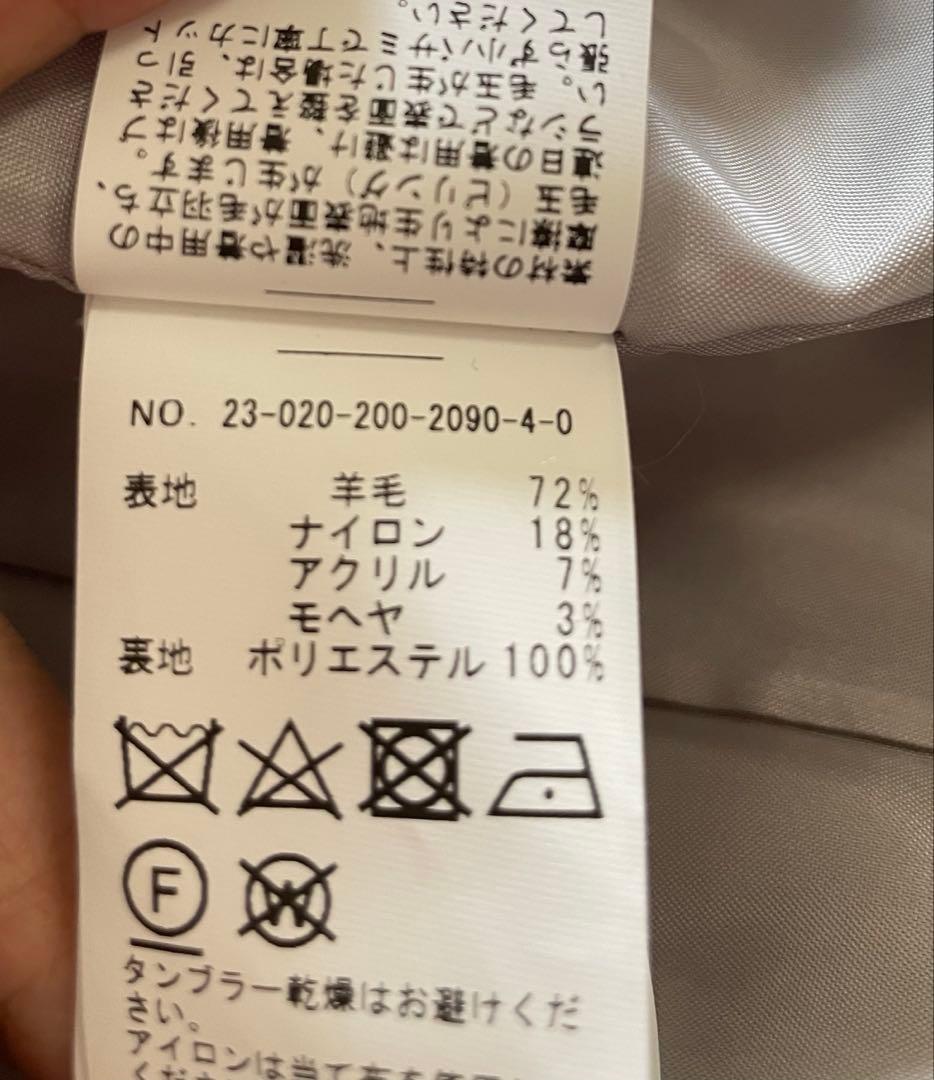 素材の特性上、洗濯や着用中の
摩擦により生地表面が毛羽立ち、
毛玉（ピリング）が生じます。
連日の着用は避け、着用後はブ
ラシなどで表面を整えてくださ
い。毛玉が生じた場合は、引っ
張らず小バサミで丁寧にカット
してください。
NO. 23-020-200-2090-4-0
表地 羊毛 72%
ナイロン 18%
アクリル 7%
モヘヤ 3%
裏地 ポリエステル 100%
F
W
タンブラー乾燥はお避けくだ
さい。
アイロンは当て布を使用
くださ